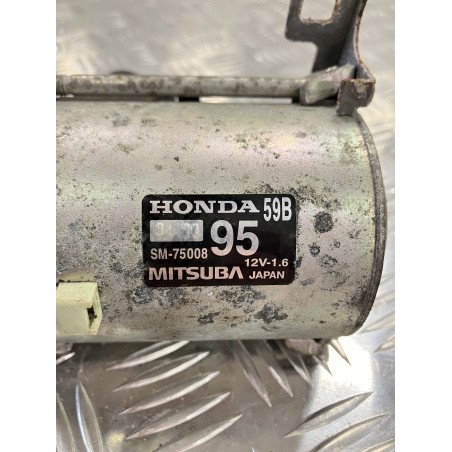 HONDA 59B
95
SM-75008 12V-1.6
MITSUBA JAPAN